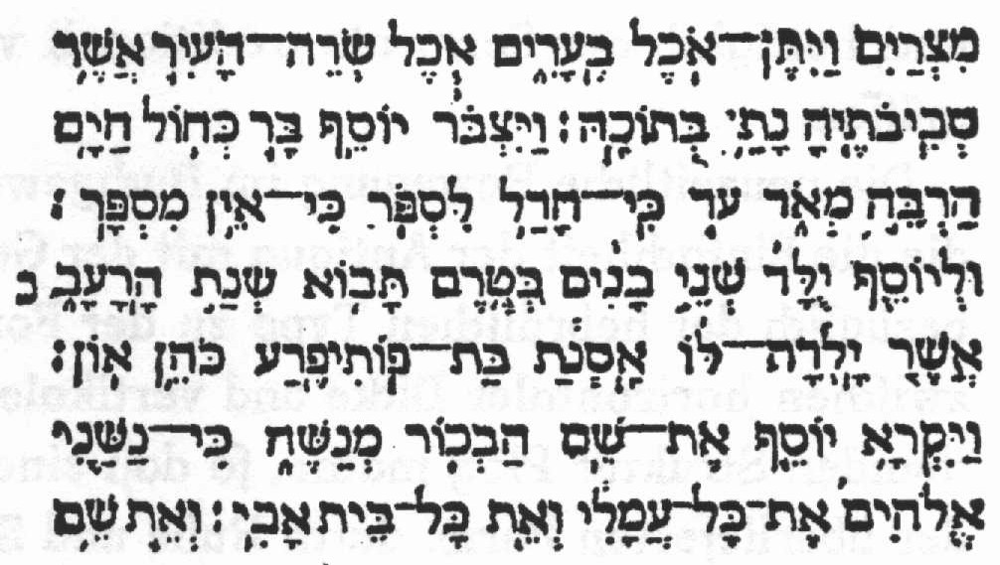 מִצְרַיִם וַיִּתֶּן־אֹכֶל בֶּעָרִים אֹכֶל שְׂדֵה־הָעִיר אֲשֶׁר
סְבִיבֹתֶיהָ נָתַן בְּתוֹכָהּ׃ וַיִּצְבֹּר יוֹסֵף בָּר כְּחוֹל הַיָּם
הַרְבֵּה מְאֹד עַד כִּי־חָדַל לִסְפֹּר כִּי־אֵין מִסְפָּר׃
וּלְיוֹסֵף יֻלַּד שְׁנֵי בָנִים בְּטֶרֶם תָּבוֹא שְׁנַת הָרָעָב נ
אֲשֶׁר יָלְדָה־לּוֹ אָסְנַת בַּת־פּוֹטִיפֶרַע כֹּהֵן אוֹן׃
וַיִּקְרָא יוֹסֵף אֶת־שֵׁם הַבְּכוֹר מְנַשֶּׁה כִּי־נַשַּׁנִי
אֱלֹהִים אֶת־כָּל־עֲמָלִי וְאֵת כָּל־בֵּית אָבִי׃ וְאֵת שֵׁם